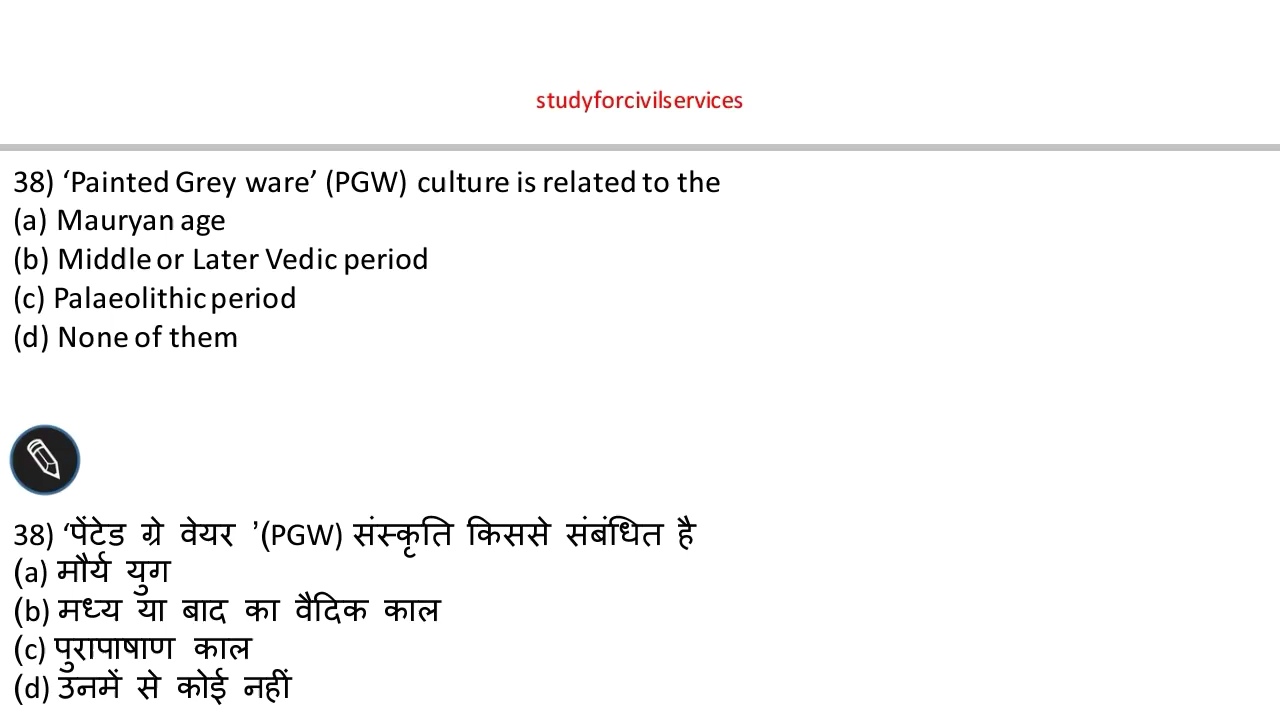 studyforcivilservices
38) ‘Painted Grey ware’ (PGW) culture is related to the
(a) Mauryan age
(b) Middle or Later Vedic period
(c) Palaeolithic period
(d) None of them
38) ‘पेंटेड ग्रे वेयर ’(PGW) संस्कृति किससे संबंधित है
(a) मौर्य युग
(b) मध्य या बाद का वैदिक काल
(c) पुरापाषाण काल
(d) उनमें से कोई नहीं